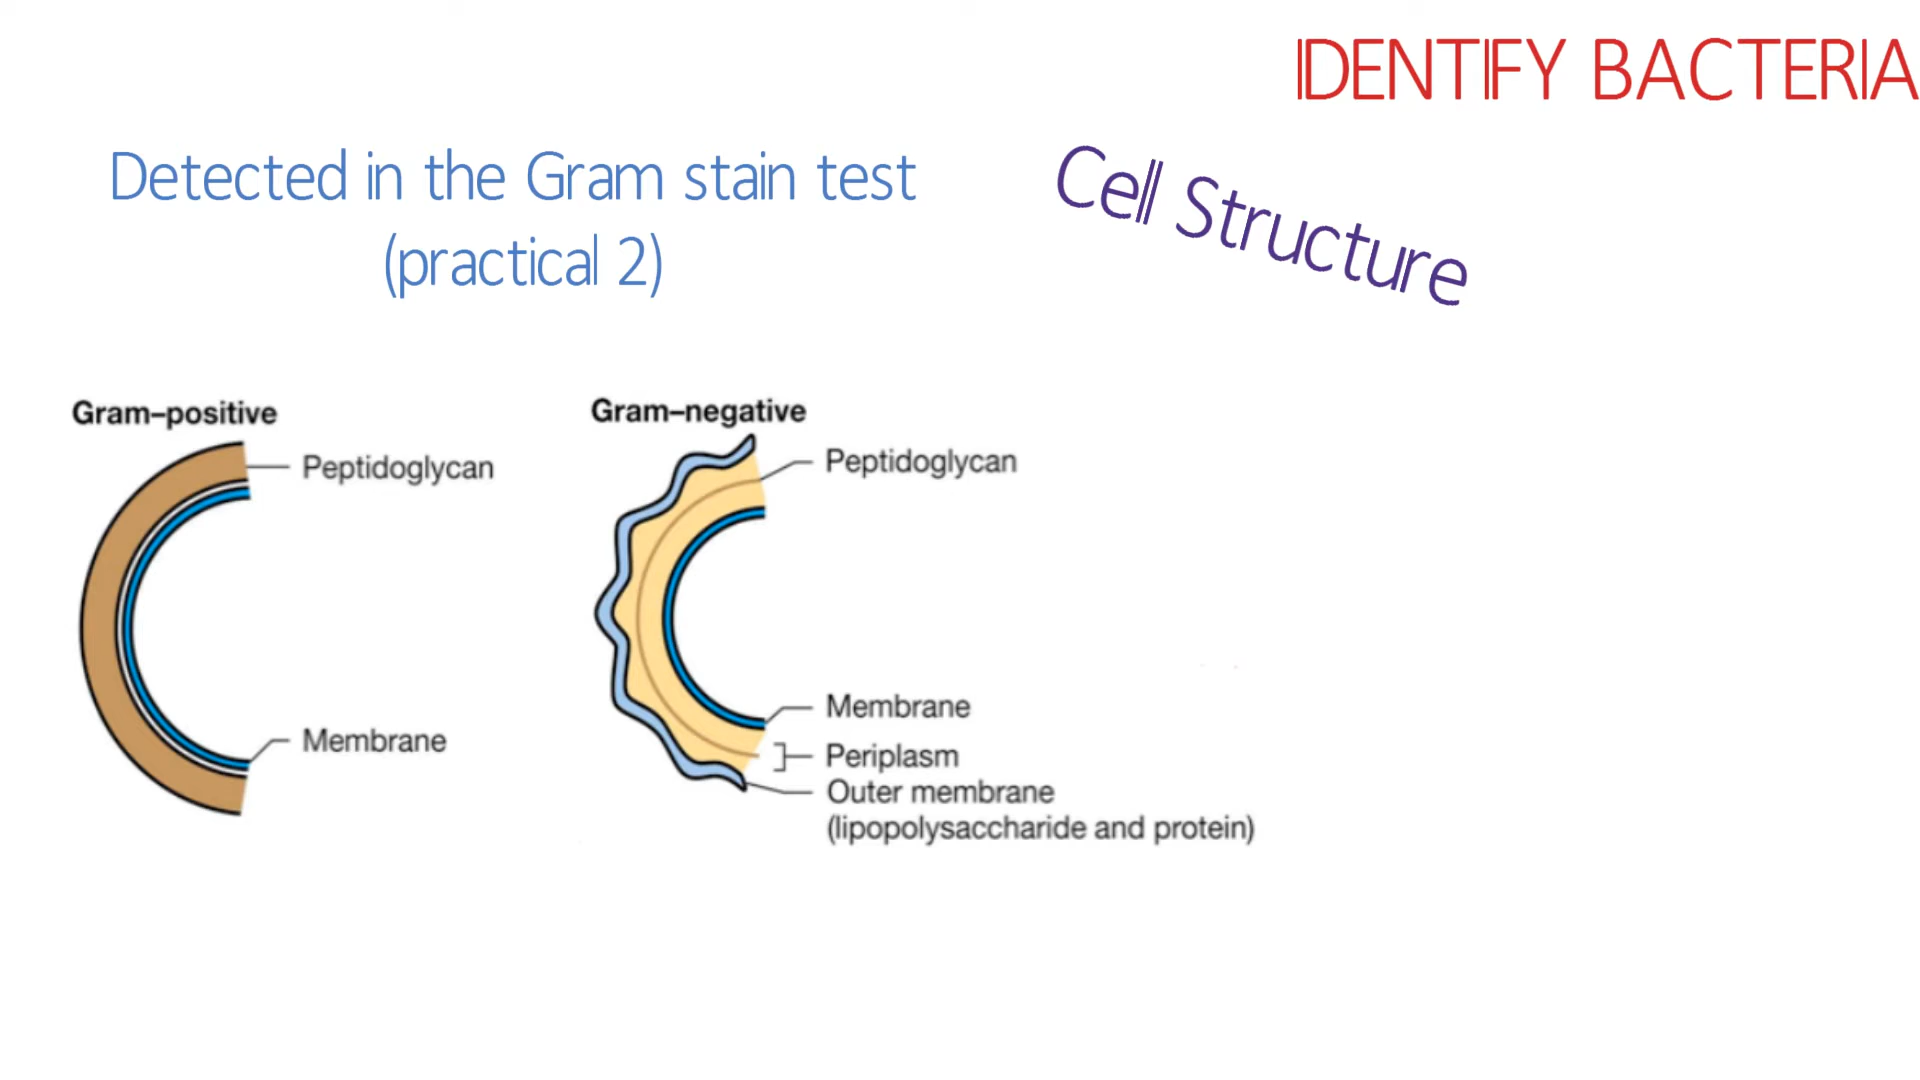 IDENTIFY BACTERIA
Detected in the Gram stain test
(practical 2)
Cell Structure
Gram–positive
Peptidoglycan
Membrane
Gram–negative
Peptidoglycan
Membrane
Periplasm
Outer membrane
(lipopolysaccharide and protein)